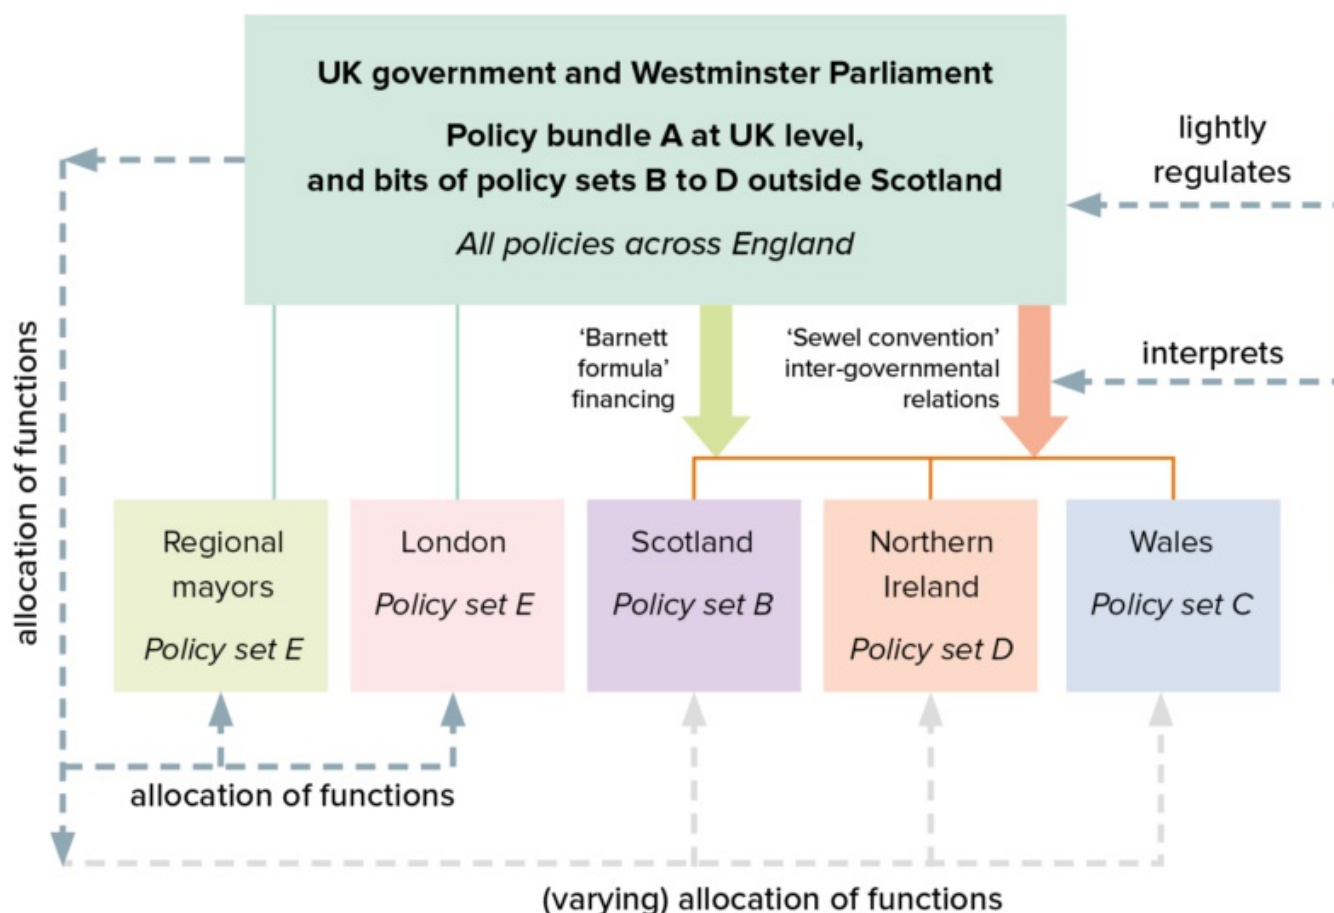 UK government and Westminster Parliament
Policy bundle A at UK level,
and bits of policy sets B to D outside Scotland
All policies across England
lightly
regulates
‘Barnett
formula’
financing
‘Sewel convention’
inter-governmental
relations
interprets
allocation of functions
Regional
mayors
Policy set E
London
Policy set E
Scotland
Policy set B
Northern
Ireland
Policy set D
Wales
Policy set C
allocation of functions
(varying) allocation of functions